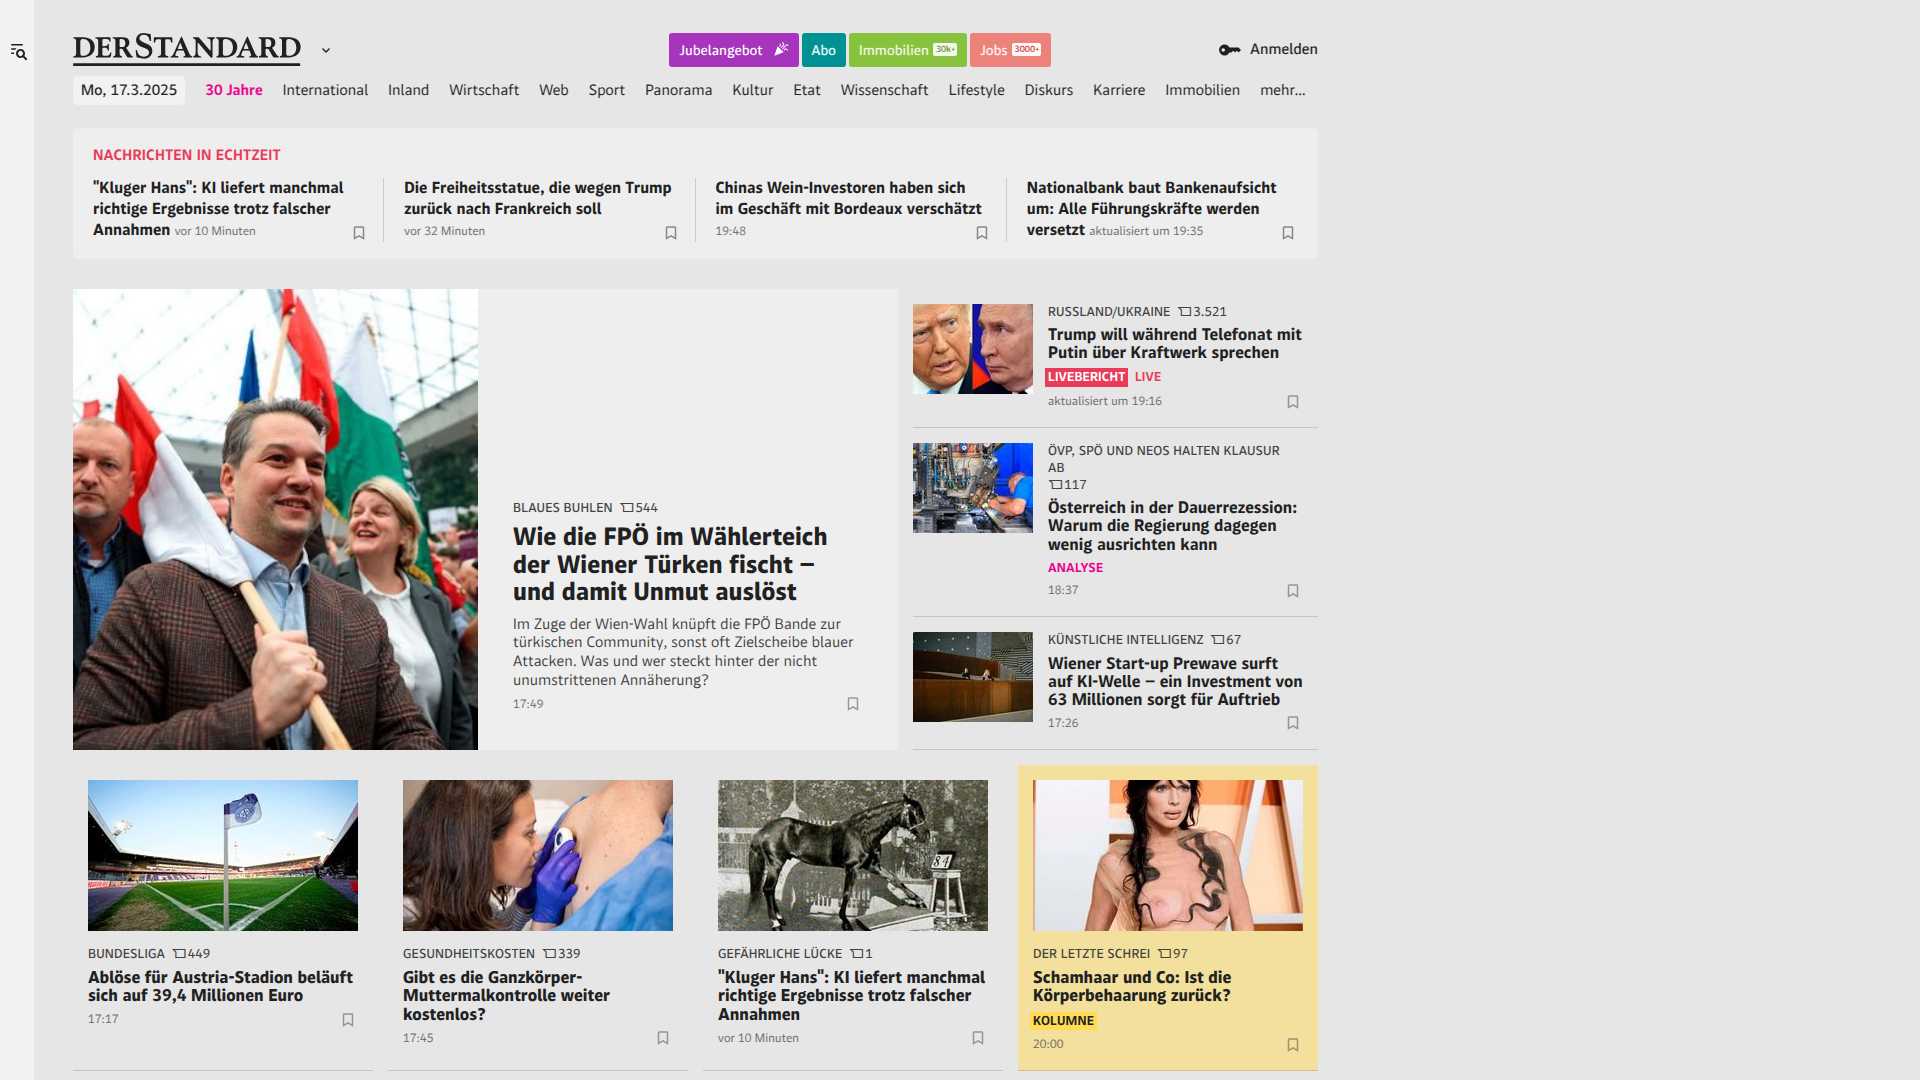 DERSTANDARD
Jubelangebot
Abo
Immobilien 30k+
Jobs 3000+
Anmelden
Mo, 17.3.2025
30 Jahre
International
Inland
Wirtschaft
Web
Sport
Panorama
Kultur
Etat
Wissenschaft
Lifestyle
Diskurs
Karriere
Immobilien
mehr...
NACHRICHTEN IN ECHTZEIT
"Kluger Hans": KI liefert manchmal
richtige Ergebnisse trotz falscher
Annahmen vor 10 Minuten
Die Freiheitsstatue, die wegen Trump
zurück nach Frankreich soll
vor 32 Minuten
Chinas Wein-Investoren haben sich
im Geschäft mit Bordeaux verschätzt
19:48
Nationalbank baut Bankenaufsicht
um: Alle Führungskräfte werden
versetzt aktualisiert um 19:35
BLAUES BUHLEN 544
Wie die FPÖ im Wählerteich
der Wiener Türken fischt –
und damit Unmut auslöst
Im Zuge der Wien-Wahl knüpft die FPÖ Bande zur
türkischen Community, sonst oft Zielscheibe blauer
Attacken. Was und wer steckt hinter der nicht
unumstrittenen Annäherung?
17:49
RUSSLAND/UKRAINE 3.521
Trump will während Telefonat mit
Putin über Kraftwerk sprechen
LIVEBERICHT LIVE
aktualisiert um 19:16
ÖVP, SPÖ UND NEOS HALTEN KLAUSUR
AB
117
Österreich in der Dauerrezession:
Warum die Regierung dagegen
wenig ausrichten kann
ANALYSE
18:37
KÜNSTLICHE INTELLIGENZ 67
Wiener Start-up Prewave surft
auf KI-Welle – ein Investment von
63 Millionen sorgt für Auftrieb
17:26
BUNDESLIGA 449
Ablöse für Austria-Stadion beläuft
sich auf 39,4 Millionen Euro
17:17
GESUNDHEITSKOSTEN 339
Gibt es die Ganzkörper-
Muttermalkontrolle weiter
kostenlos?
17:45
84
GEFÄHRLICHE LÜCKE 1
"Kluger Hans": KI liefert manchmal
richtige Ergebnisse trotz falscher
Annahmen
vor 10 Minuten
DER LETZTE SCHREI 97
Schamhaar und Co: Ist die
Körperbehaarung zurück?
KOLUMNE
20:00